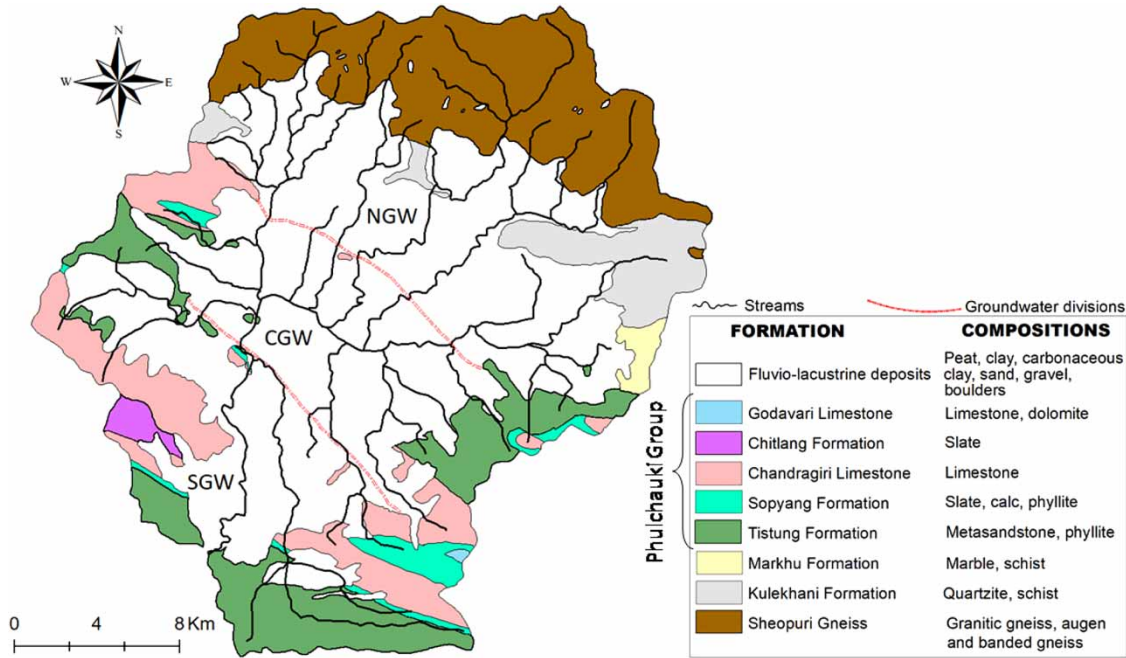 N
W
E
S
NGW
CGW
SGW
0 4 8 Km
Streams
Groundwater divisions
FORMATION
COMPOSITIONS
Fluvio-lacustrine deposits
Peat, clay, carbonaceous
clay, sand, gravel,
boulders
Phulchauki Group
Godavari Limestone
Limestone, dolomite
Chitlang Formation
Slate
Chandragiri Limestone
Limestone
Sopyang Formation
Slate, calc, phyllite
Tistung Formation
Metasandstone, phyllite
Markhu Formation
Marble, schist
Kulekhani Formation
Quartzite, schist
Sheopuri Gneiss
Granitic gneiss, augen
and banded gneiss